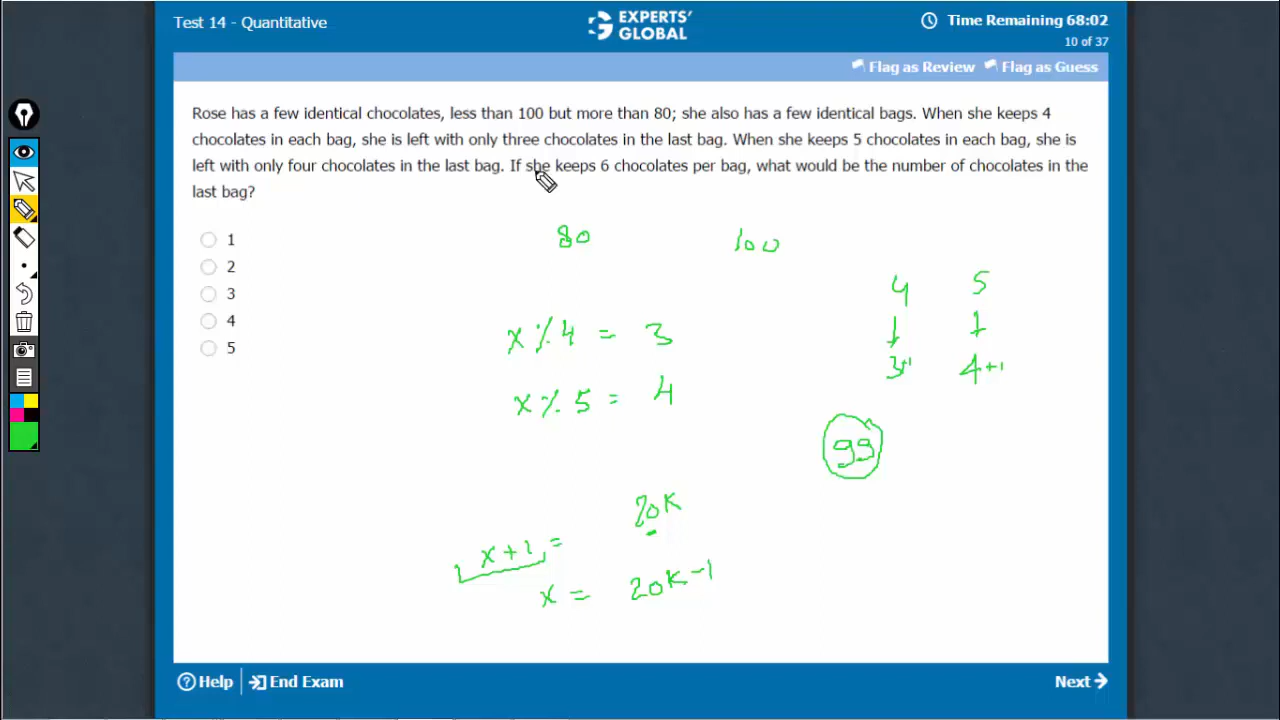 Test 14 - Quantitative
EXPERTS'
GLOBAL
Time Remaining 68:02
10 of 37
Flag as Review
Flag as Guess
Rose has a few identical chocolates, less than 100 but more than 80; she also has a few identical bags. When she keeps 4
chocolates in each bag, she is left with only three chocolates in the last bag. When she keeps 5 chocolates in each bag, she is
left with only four chocolates in the last bag. If she keeps 6 chocolates per bag, what would be the number of chocolates in the
last bag?
1
2
3
4
5
80 100
4 5
x % 4 = 3
3+1 4+1
x % 5 = 4
99
x+1 = 20K
x = 20K-1
Help
End Exam
Next